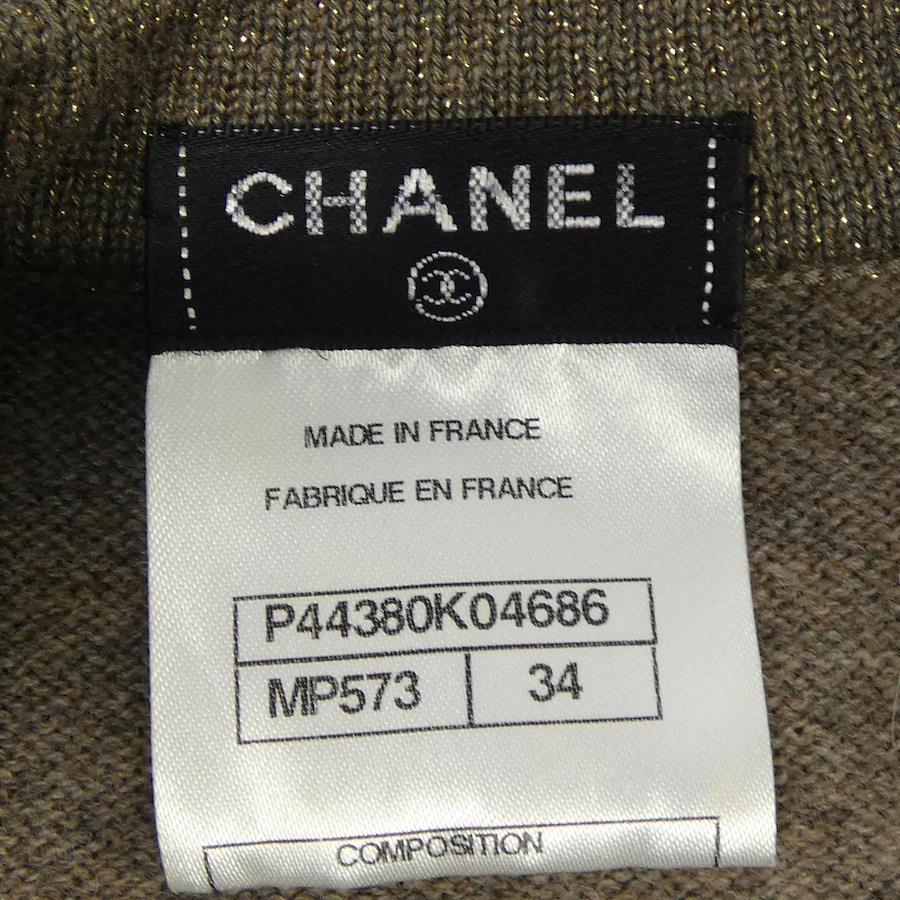 CHANEL
MADE IN FRANCE
FABRIQUE EN FRANCE
P44380K04686
MP573 34
COMPOSITION